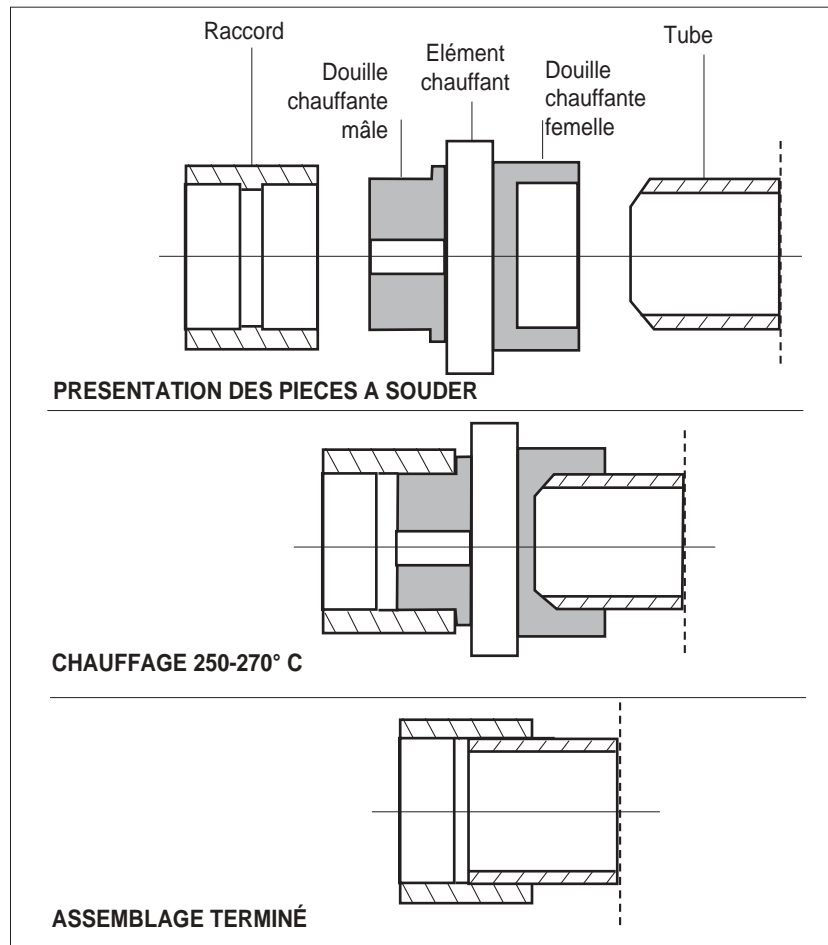 Raccord
Douille
chauffante
mâle
Elément
chauffant
Douille
chauffante
femelle
Tube
PRESENTATION DES PIECES A SOUDER
CHAUFFAGE 250-270° C
ASSEMBLAGE TERMINÉ